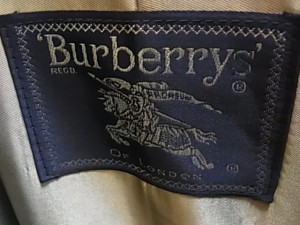 'Burberrys'
REGD. ®
OF LONDON ®